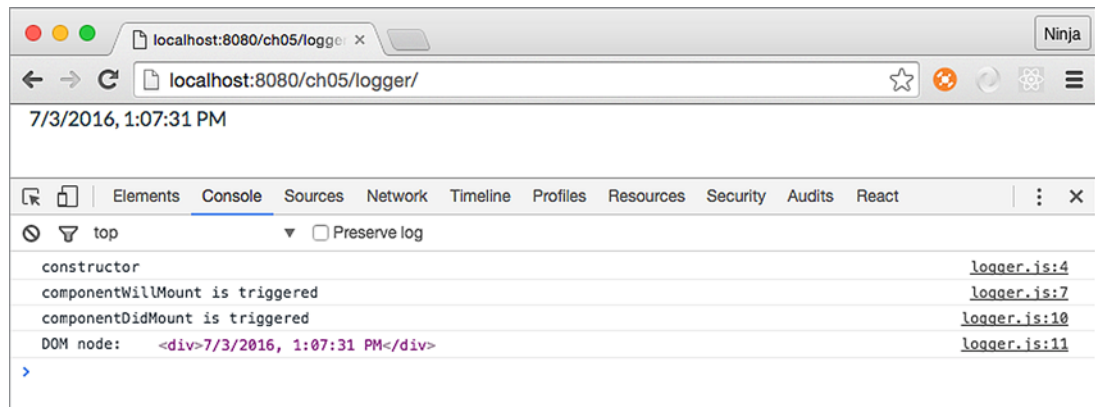 localhost:8080/ch05/logger
Ninja
localhost:8080/ch05/logger/
7/3/2016, 1:07:31 PM
Elements Console Sources Network Timeline Profiles Resources Security Audits React
top Preserve log
constructor logger.js:4
componentWillMount is triggered logger.js:7
componentDidMount is triggered logger.js:10
DOM node: <div>7/3/2016, 1:07:31 PM</div> logger.js:11